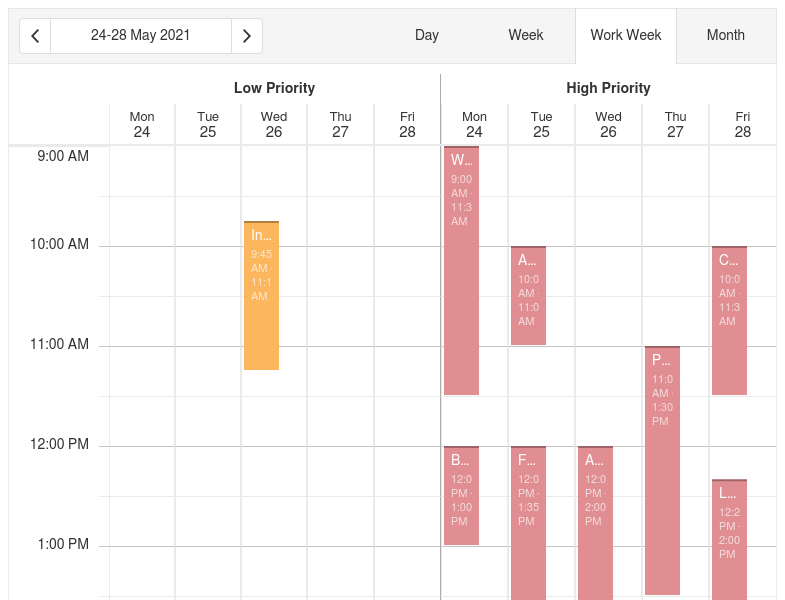 24-28 May 2021
Day
Week
Work Week
Month
Low Priority
High Priority
Mon
24
Tue
25
Wed
26
Thu
27
Fri
28
Mon
24
Tue
25
Wed
26
Thu
27
Fri
28
9:00 AM
10:00 AM
11:00 AM
12:00 PM
1:00 PM
In...
9:45
AM
11:1
AM
W...
9:00
AM -
11:3
AM
B...
12:0
PM -
1:00
PM
A...
10:0
AM -
11:0
AM
F...
12:0
PM -
1:35
PM
A...
12:0
PM -
2:00
PM
P...
11:0
AM -
1:30
PM
C...
10:0
AM -
11:3
AM
L...
12:2
PM -
2:00
PM